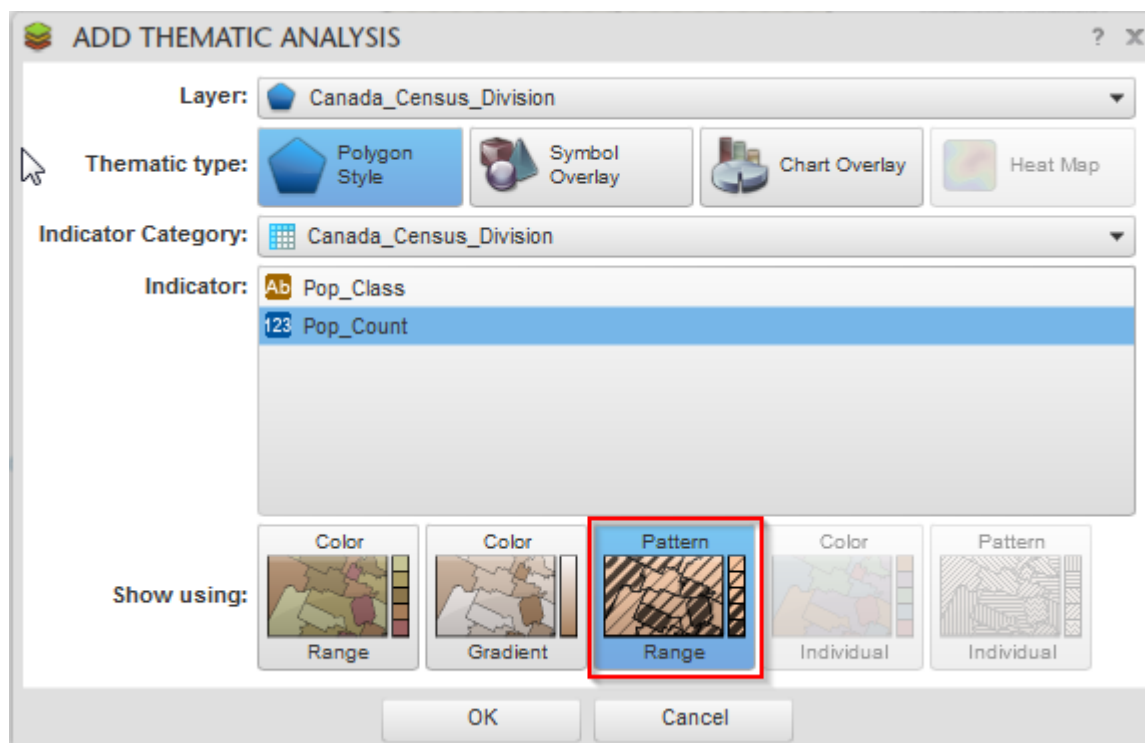 ADD THEMATIC ANALYSIS ? X
Layer: Canada_Census_Division
Thematic type:
Polygon
Style
Symbol
Overlay
Chart Overlay
Heat Map
Indicator Category: Canada_Census_Division
Indicator: Ab Pop_Class
123 Pop_Count
Show using:
Color
Range
Color
Gradient
Pattern
Range
Color
Individual
Pattern
Individual
OK Cancel